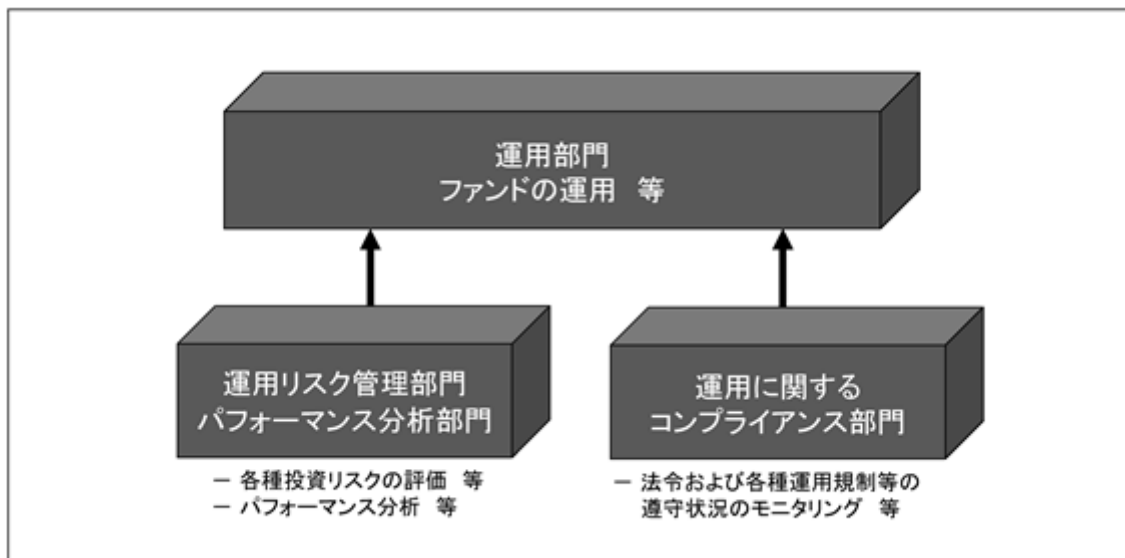 運用部門
ファンドの運用 等
運用リスク管理部門
パフォーマンス分析部門
運用に関する
コンプライアンス部門
－ 各種投資リスクの評価 等
－ パフォーマンス分析 等
－ 法令および各種運用規制等の
遵守状況のモニタリング 等